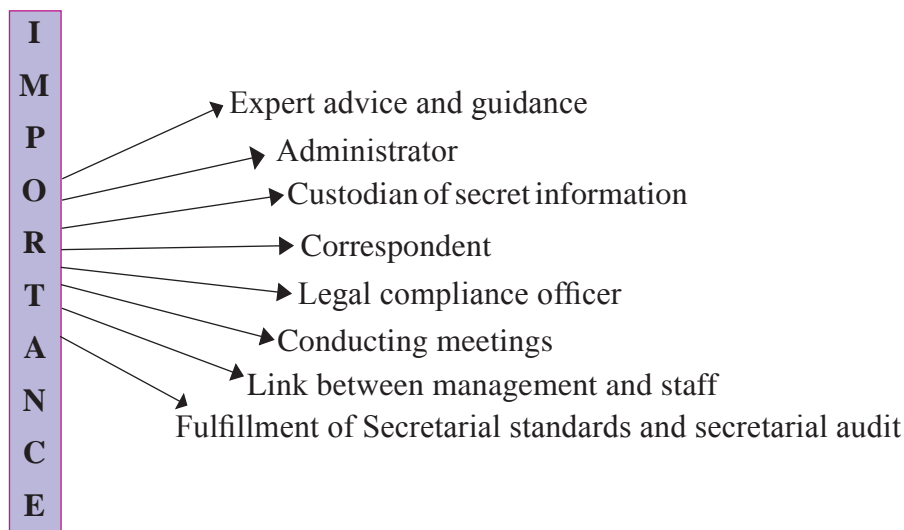 IMPORTANCE
Expert advice and guidance
Administrator
Custodian of secret information
Correspondent
Legal compliance officer
Conducting meetings
Link between management and staff
Fulfillment of Secretarial standards and secretarial audit